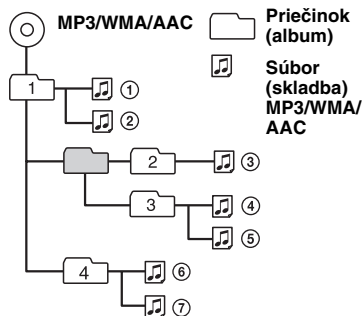 MP3/WMA/AAC
Priečinok
(album)
Súbor
(skladba)
MP3/WMA/
AAC
1
①
②
2
③
3
④
⑤
4
⑥
⑦